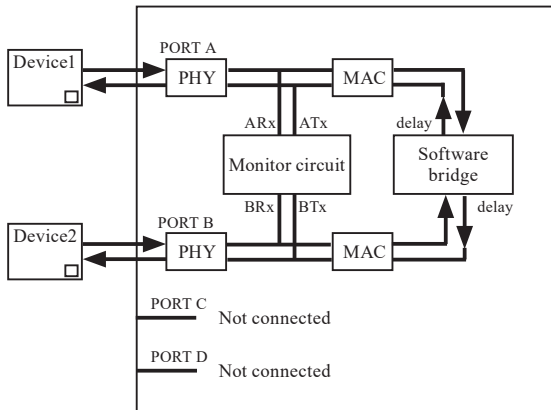 PORT A
Device1
PHY
MAC
ARx ATx
delay
Monitor circuit
Software
bridge
BRx BTx
delay
PORT B
Device2
PHY
MAC
PORT C
Not connected
PORT D
Not connected